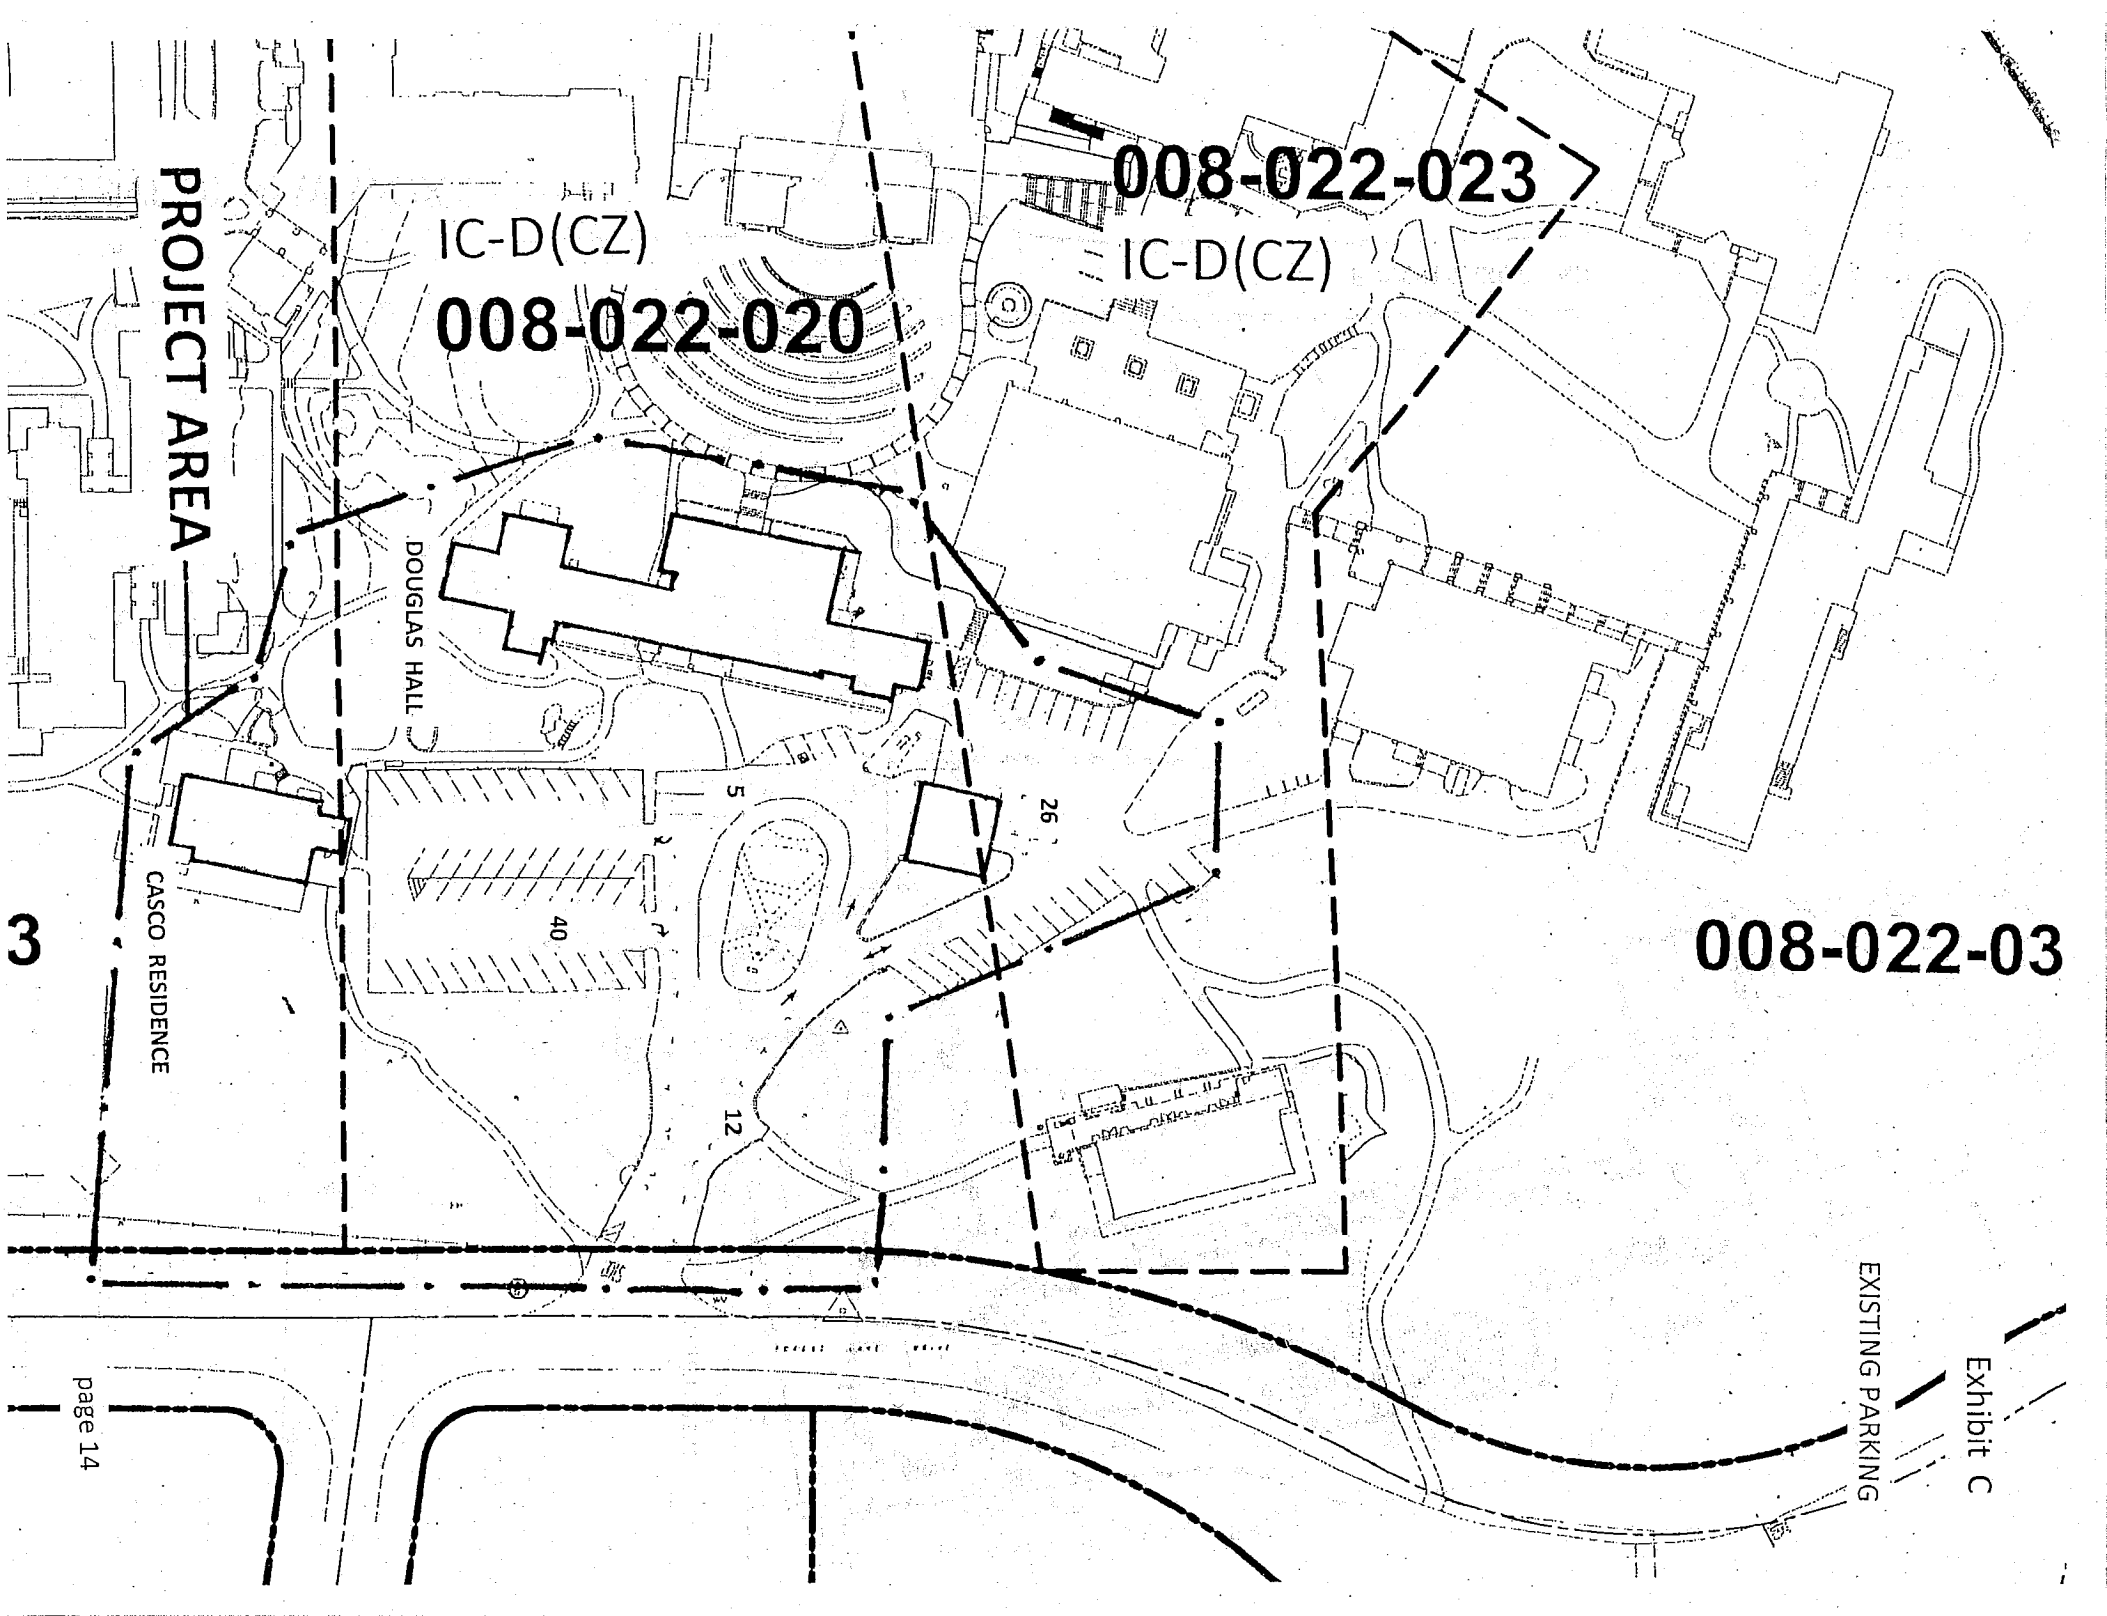 Exhibit C
EXISTING PARKING
008-022-023
IC-D(CZ)
IC-D(CZ)
008-022-020
PROJECT AREA
DOUGLAS HALL
5
26
40
CASCO RESIDENCE
3
008-022-03
12
page 14